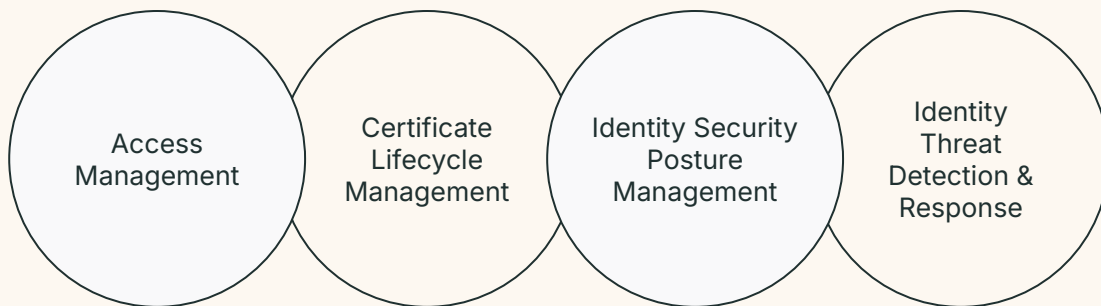 Access
Management
Certificate
Lifecycle
Management
Identity Security
Posture
Management
Identity
Threat
Detection &
Response